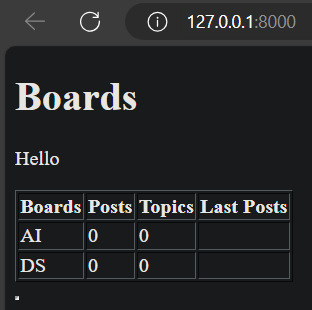 127.0.0.1:8000
Boards
Hello
Boards Posts Topics Last Posts
AI 0 0
DS 0 0